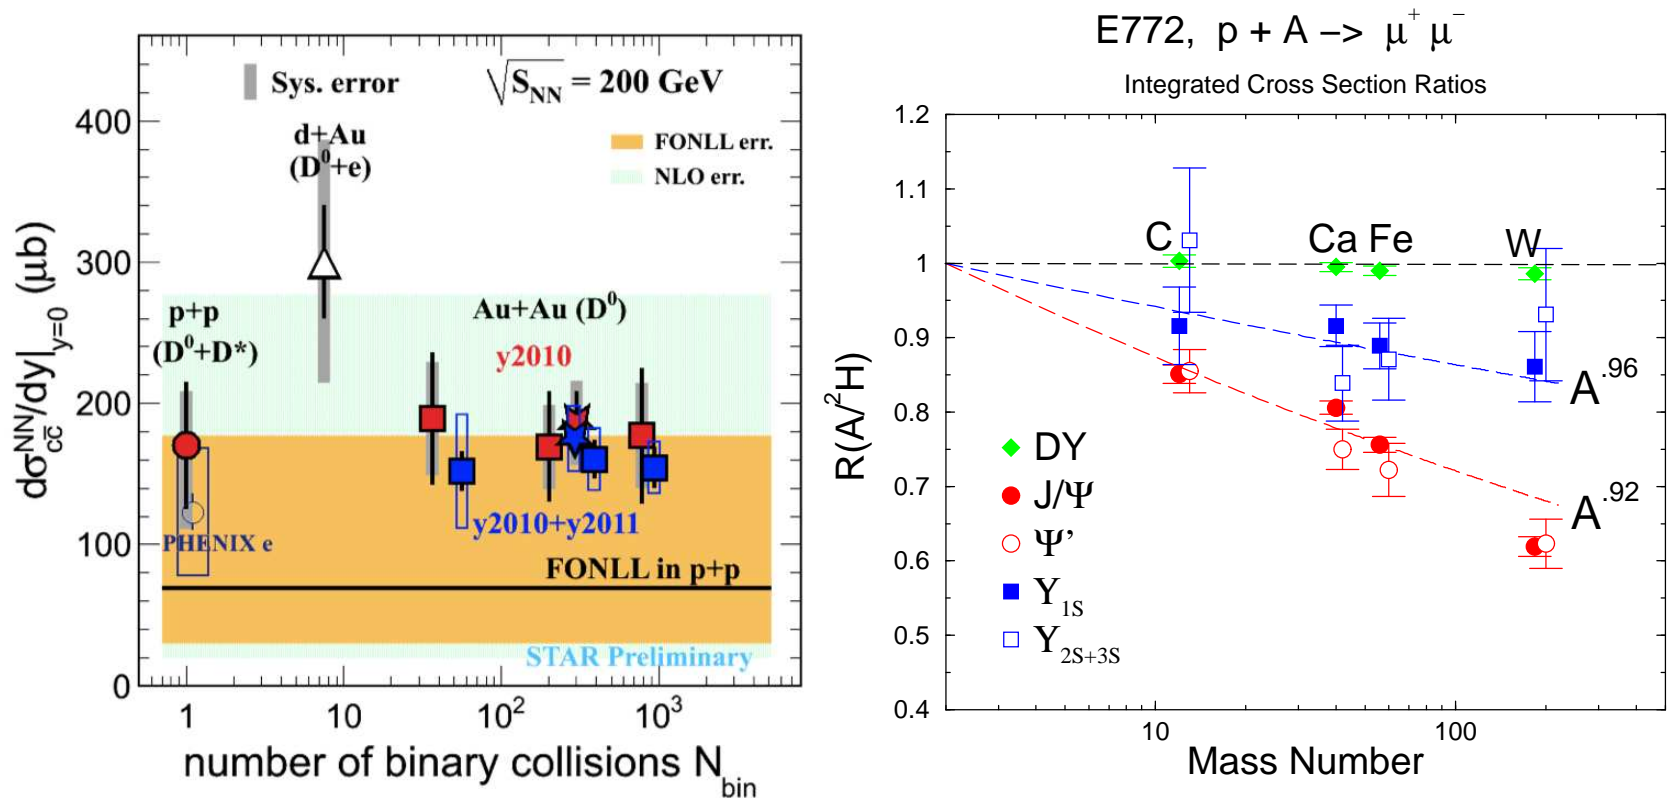 Sys. error
√S_NN = 200 GeV
d+Au
(D⁰+e)
FONLL err.
NLO err.
p+p
(D⁰+D*)
Au+Au (D⁰)
y2010
PHENIX e
y2010+y2011
FONLL in p+p
STAR Preliminary
400
300
200
100
0
1
10
10²
10³
dσ^NN_cc̄/dy|_y=0 (μb)
number of binary collisions N_bin
E772, p + A −> μ⁺ μ⁻
Integrated Cross Section Ratios
C
Ca Fe
W
A^.96
A^.92
DY
J/Ψ
Ψ’
Υ_1S
Υ_2S+3S
1.2
1.1
1
0.9
0.8
0.7
0.6
0.5
0.4
10
100
R(A/²H)
Mass Number